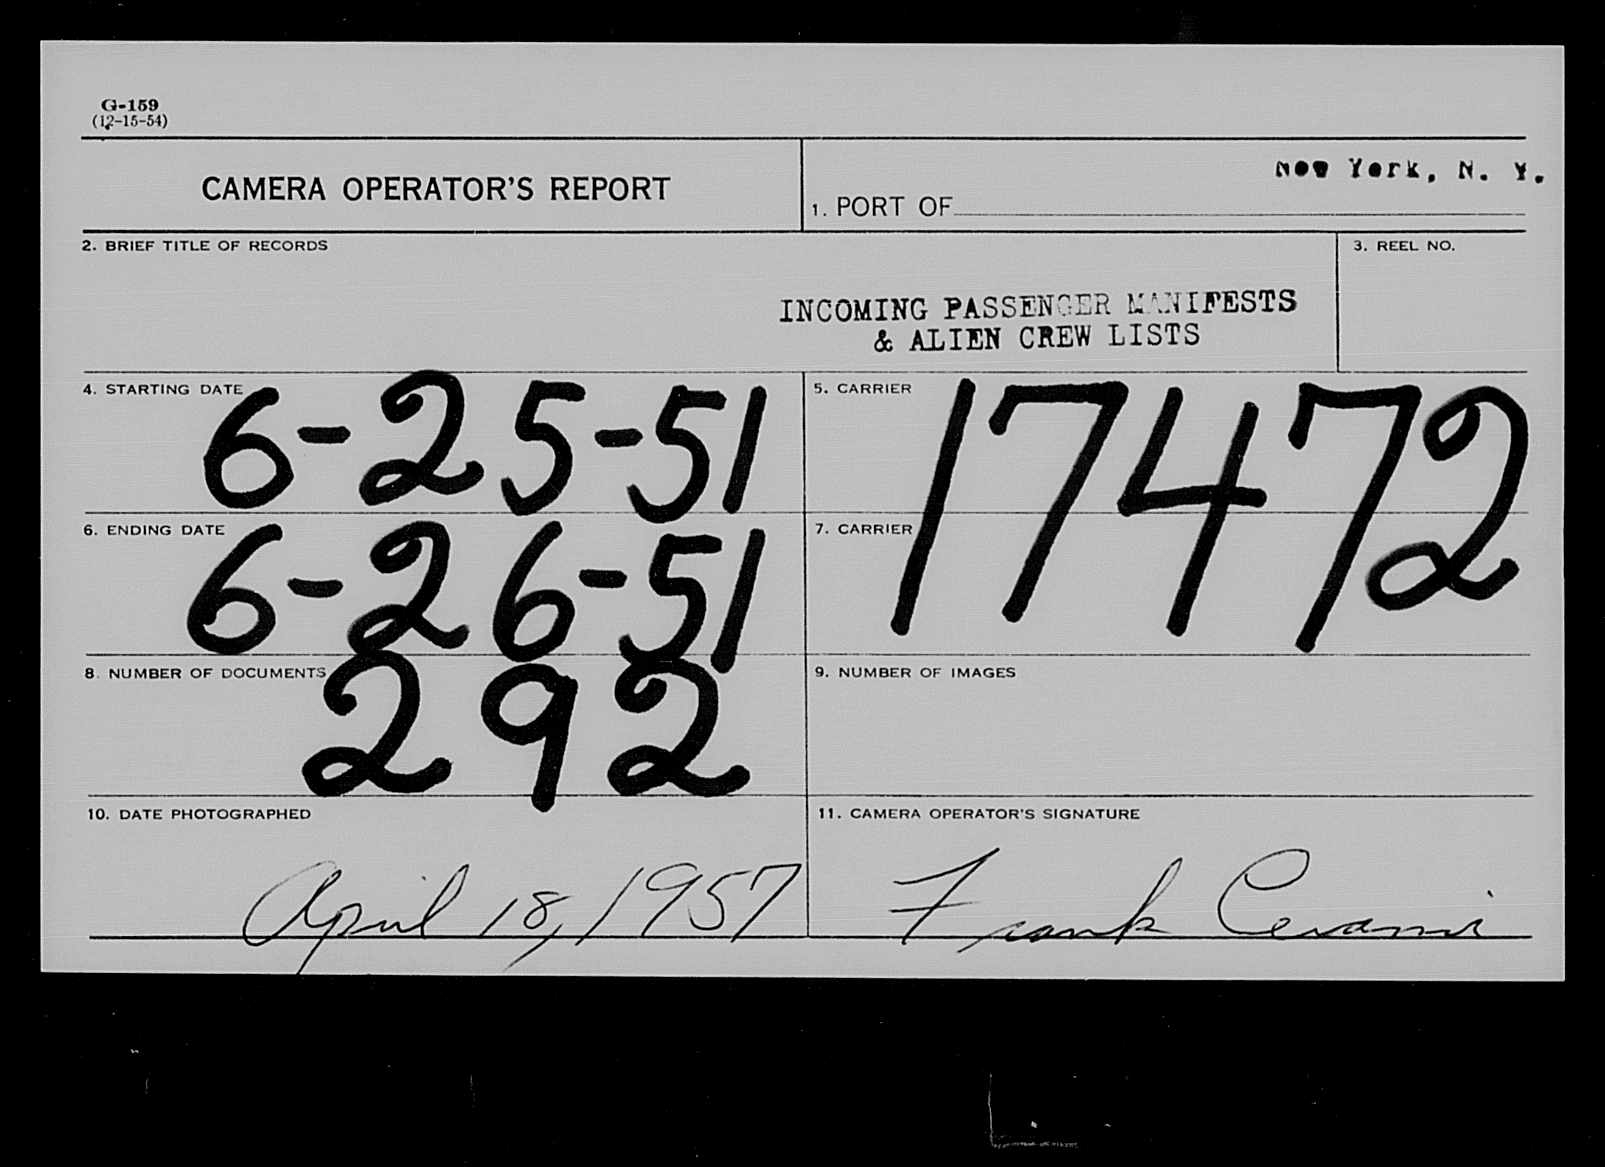 G-159
(12-15-54)
CAMERA OPERATOR'S REPORT
1. PORT OF New York, N. Y.
2. BRIEF TITLE OF RECORDS
INCOMING PASSENGER MANIFESTS
& ALIEN CREW LISTS
3. REEL NO.
4. STARTING DATE
6-25-51
5. CARRIER
17472
6. ENDING DATE
6-26-51
7. CARRIER
8. NUMBER OF DOCUMENTS
292
9. NUMBER OF IMAGES
10. DATE PHOTOGRAPHED
April 18, 1957
11. CAMERA OPERATOR'S SIGNATURE
Frank